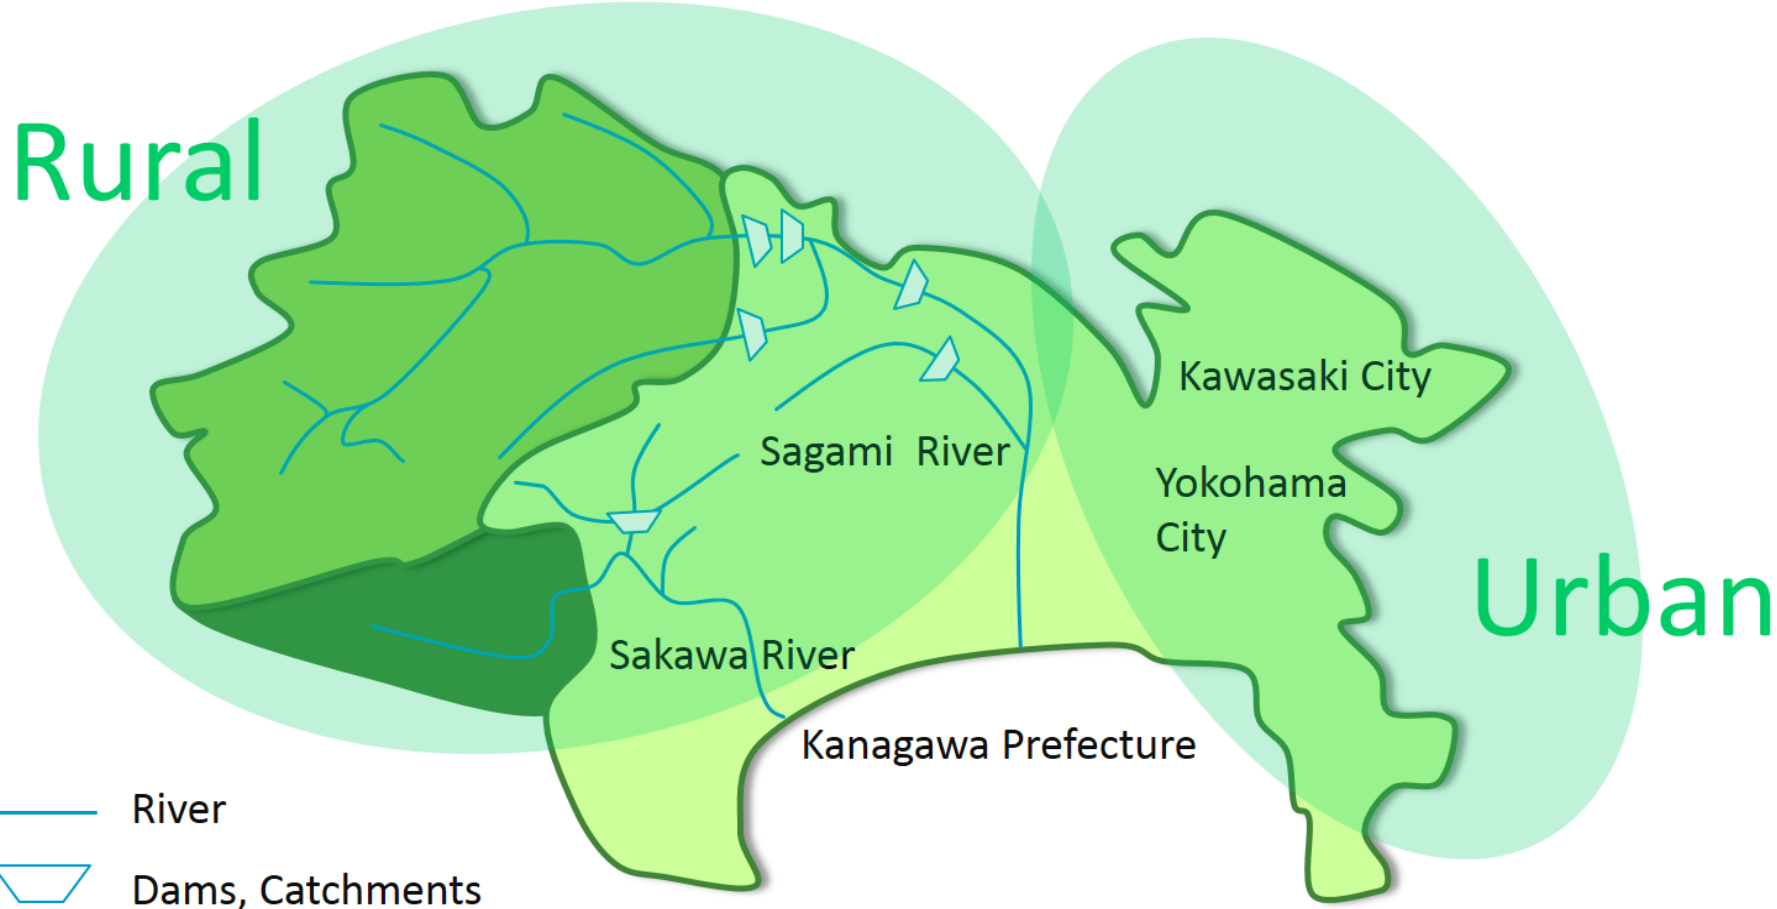 Rural
Kawasaki City
Sagami River
Yokohama
City
Urban
Sakawa River
Kanagawa Prefecture
River
Dams, Catchments